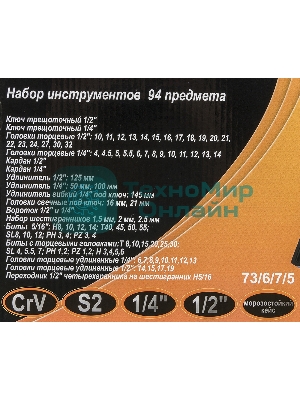 Набор инструментов 94 предмета
Ключ трещоточный 1/2"
Ключ трещоточный 1/4"
Головки торцевые 1/2": 10, 11, 12, 13, 14, 15, 16, 17, 18, 19, 20, 21,
22, 23, 24, 27, 30, 32
Головки торцевые 1/4": 4, 4.5, 5, 5.5, 6, 7, 8, 9, 10, 11, 12, 13, 14
Кардан 1/2"
Кардан 1/4"
Удлинитель 1/2": 125 мм
Удлинитель 1/4": 50 мм, 100 мм
Удлинитель гибкий 1/4" под ключ: 145 мм
Головки свечные под ключ: 16 мм, 21 мм
Вороток 1/2" и 1/4"
Набор шестигранников 1.5 мм, 2 мм, 2.5 мм
Биты 5/16": H8, 10, 12, 14; T40, 45, 50, 55;
SL8, 10, 12; PH 3, 4; PZ 3, 4
Биты с торцевыми головками: T 8,10,15,20,25,30;
SL 4, 5.5, 7; PH 1,2; PZ 1,2; H 3,4,5,6
Головки торцевые удлиненные 1/4": 6,7,8,9,10,11,12,13
Головки торцевые удлиненные 1/2": 14,15,17,19
Переходник 1/2" четырехгранника на шестигранник H5/16
73/6/7/5
CrV
S2
1/4"
1/2"
морозостойкий
кейс
ТехноМир
Онлайн